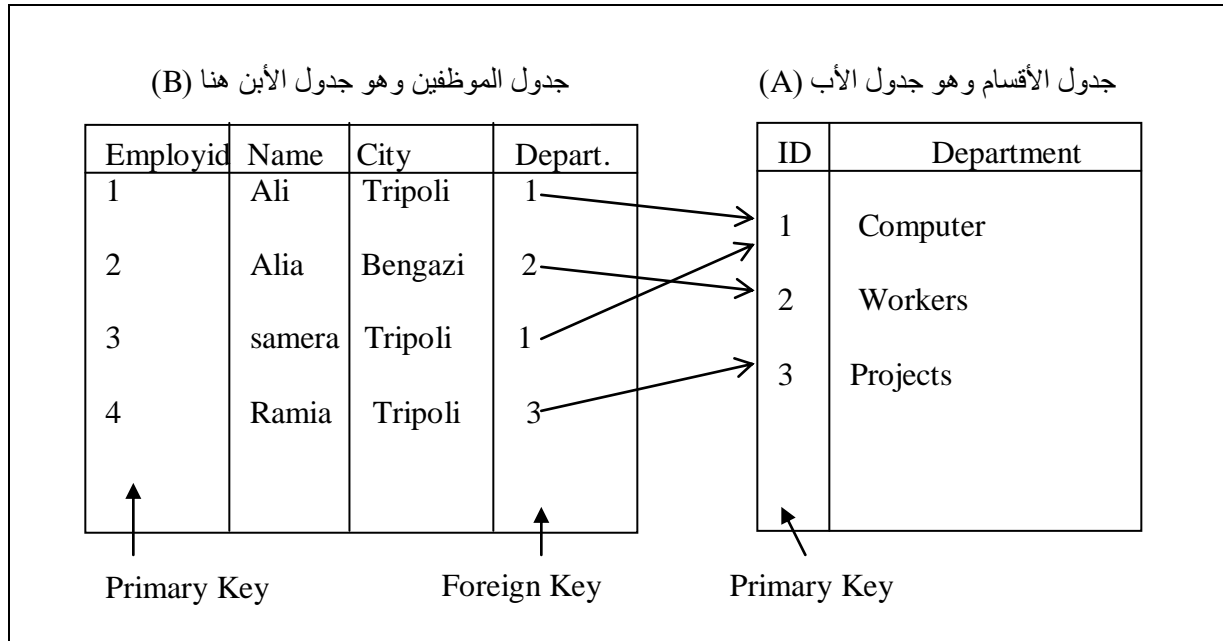 جدول الأقسام وهو جدول الأب (A)
جدول الموظفين وهو جدول الأبن هنا (B)
Employid Name City Depart.
1 Ali Tripoli 1
2 Alia Bengazi 2
3 samera Tripoli 1
4 Ramia Tripoli 3
ID Department
1 Computer
2 Workers
3 Projects
Primary Key
Foreign Key
Primary Key